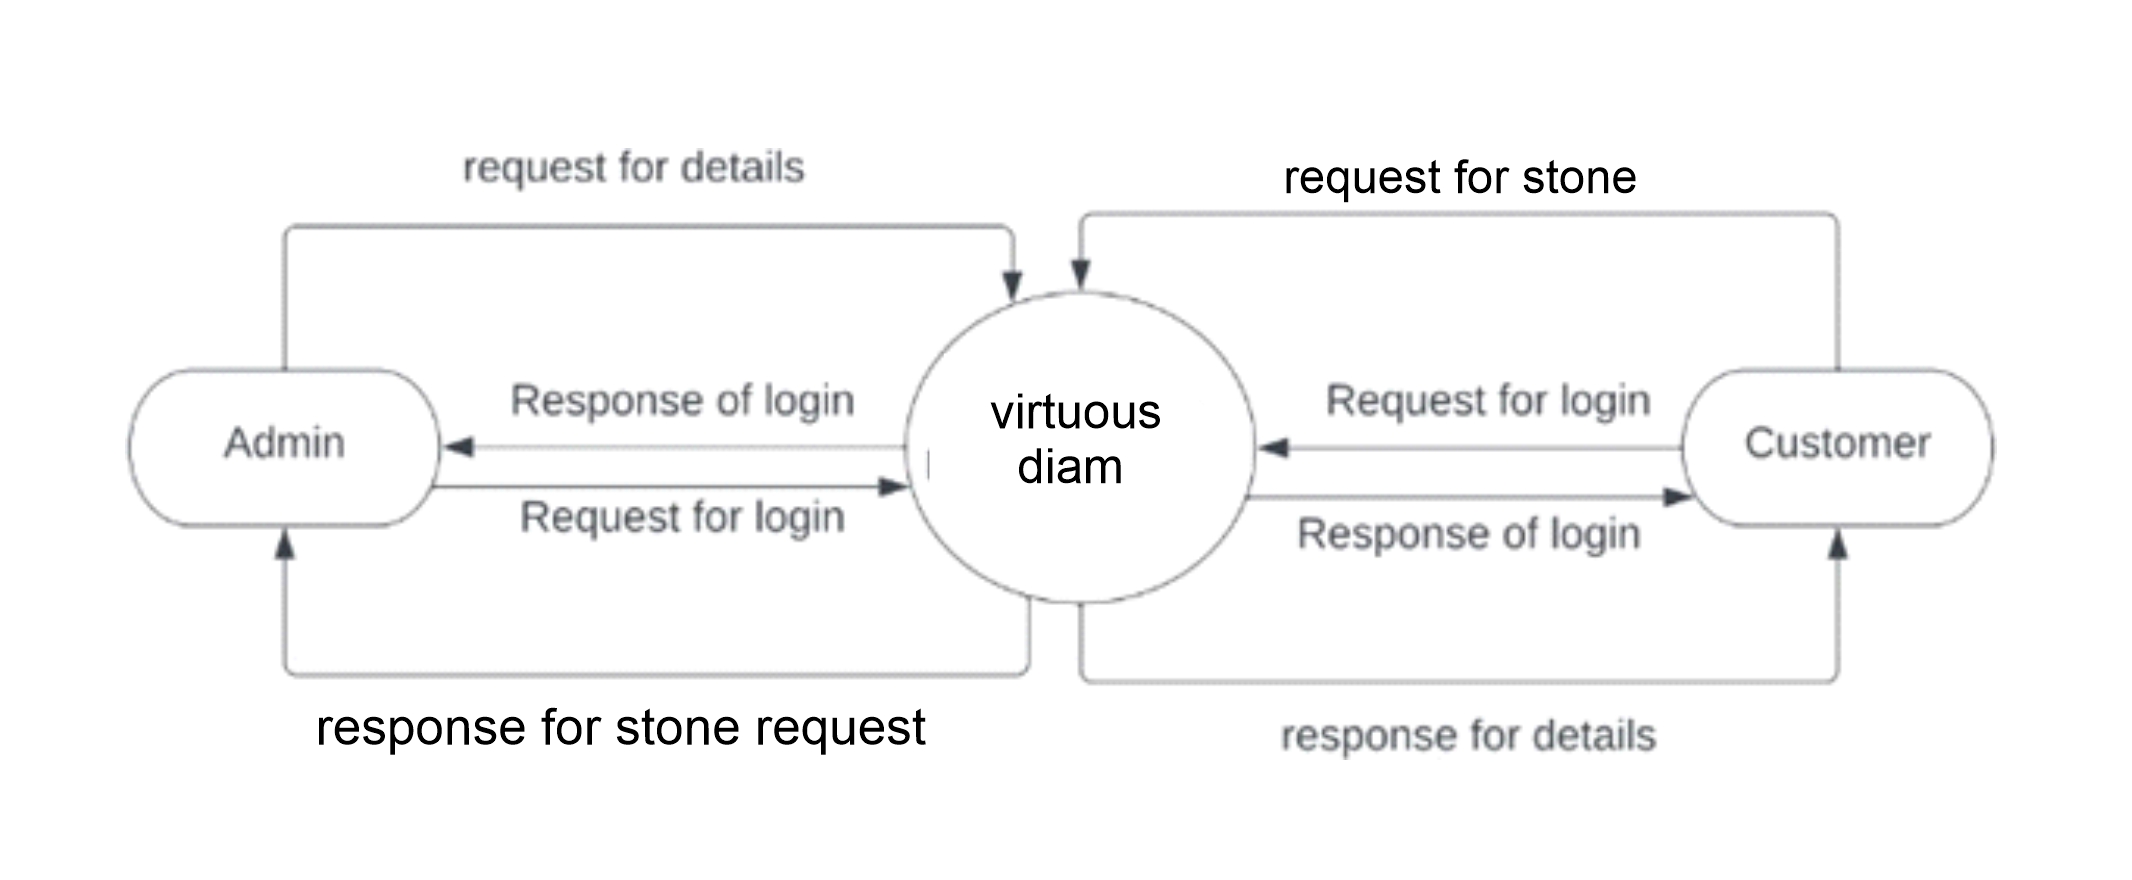 request for details
request for stone
Response of login
Request for login
virtuous
diam
Admin
Customer
Request for login
Response of login
response for stone request
response for details